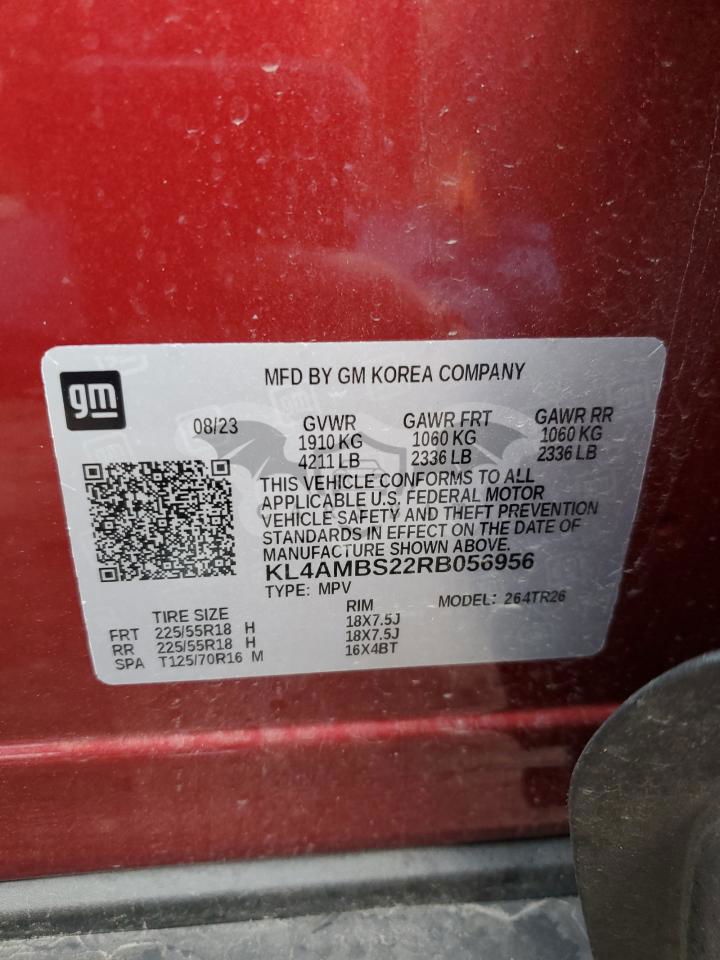 gm
MFD BY GM KOREA COMPANY
08/23 GVWR GAWR FRT GAWR RR
1910 KG 1060 KG 1060 KG
4211 LB 2336 LB 2336 LB
THIS VEHICLE CONFORMS TO ALL
APPLICABLE U.S. FEDERAL MOTOR
VEHICLE SAFETY AND THEFT PREVENTION
STANDARDS IN EFFECT ON THE DATE OF
MANUFACTURE SHOWN ABOVE.
KL4AMBS22RB056956
TYPE: MPV MODEL: 264TR26
TIRE SIZE RIM
FRT 225/55R18 H 18X7.5J
RR 225/55R18 H 18X7.5J
SPA T125/70R16 M 16X4BT